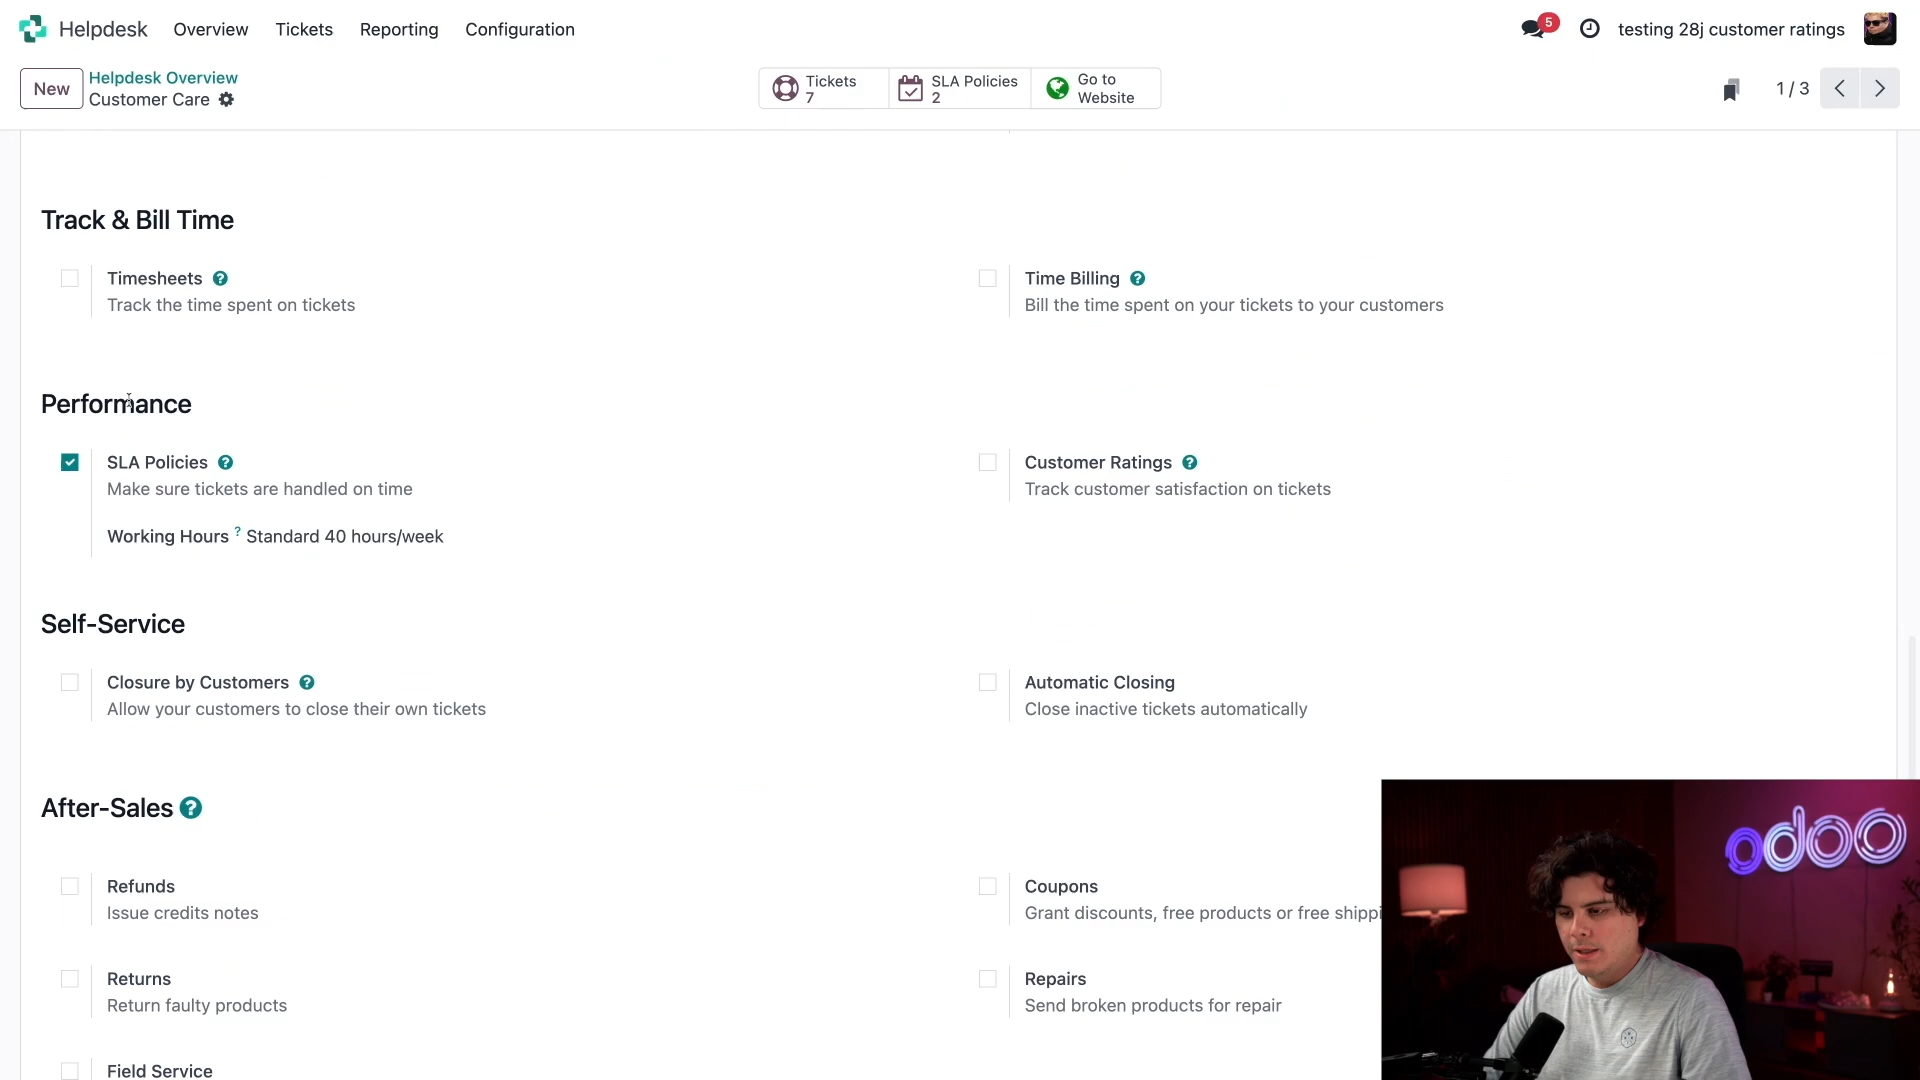 Helpdesk Overview Tickets Reporting Configuration 5 testing 28j customer ratings
New Helpdesk Overview
Customer Care
Tickets
7
SLA Policies
2
Go to
Website
1 / 3
Track & Bill Time
Timesheets ?
Track the time spent on tickets
Time Billing ?
Bill the time spent on your tickets to your customers
Performance
SLA Policies ?
Make sure tickets are handled on time
Working Hours ? Standard 40 hours/week
Customer Ratings ?
Track customer satisfaction on tickets
Self-Service
Closure by Customers ?
Allow your customers to close their own tickets
Automatic Closing
Close inactive tickets automatically
After-Sales ?
Refunds
Issue credits notes
Coupons
Grant discounts, free products or free shippi
Returns
Return faulty products
Repairs
Send broken products for repair
Field Service
odoo